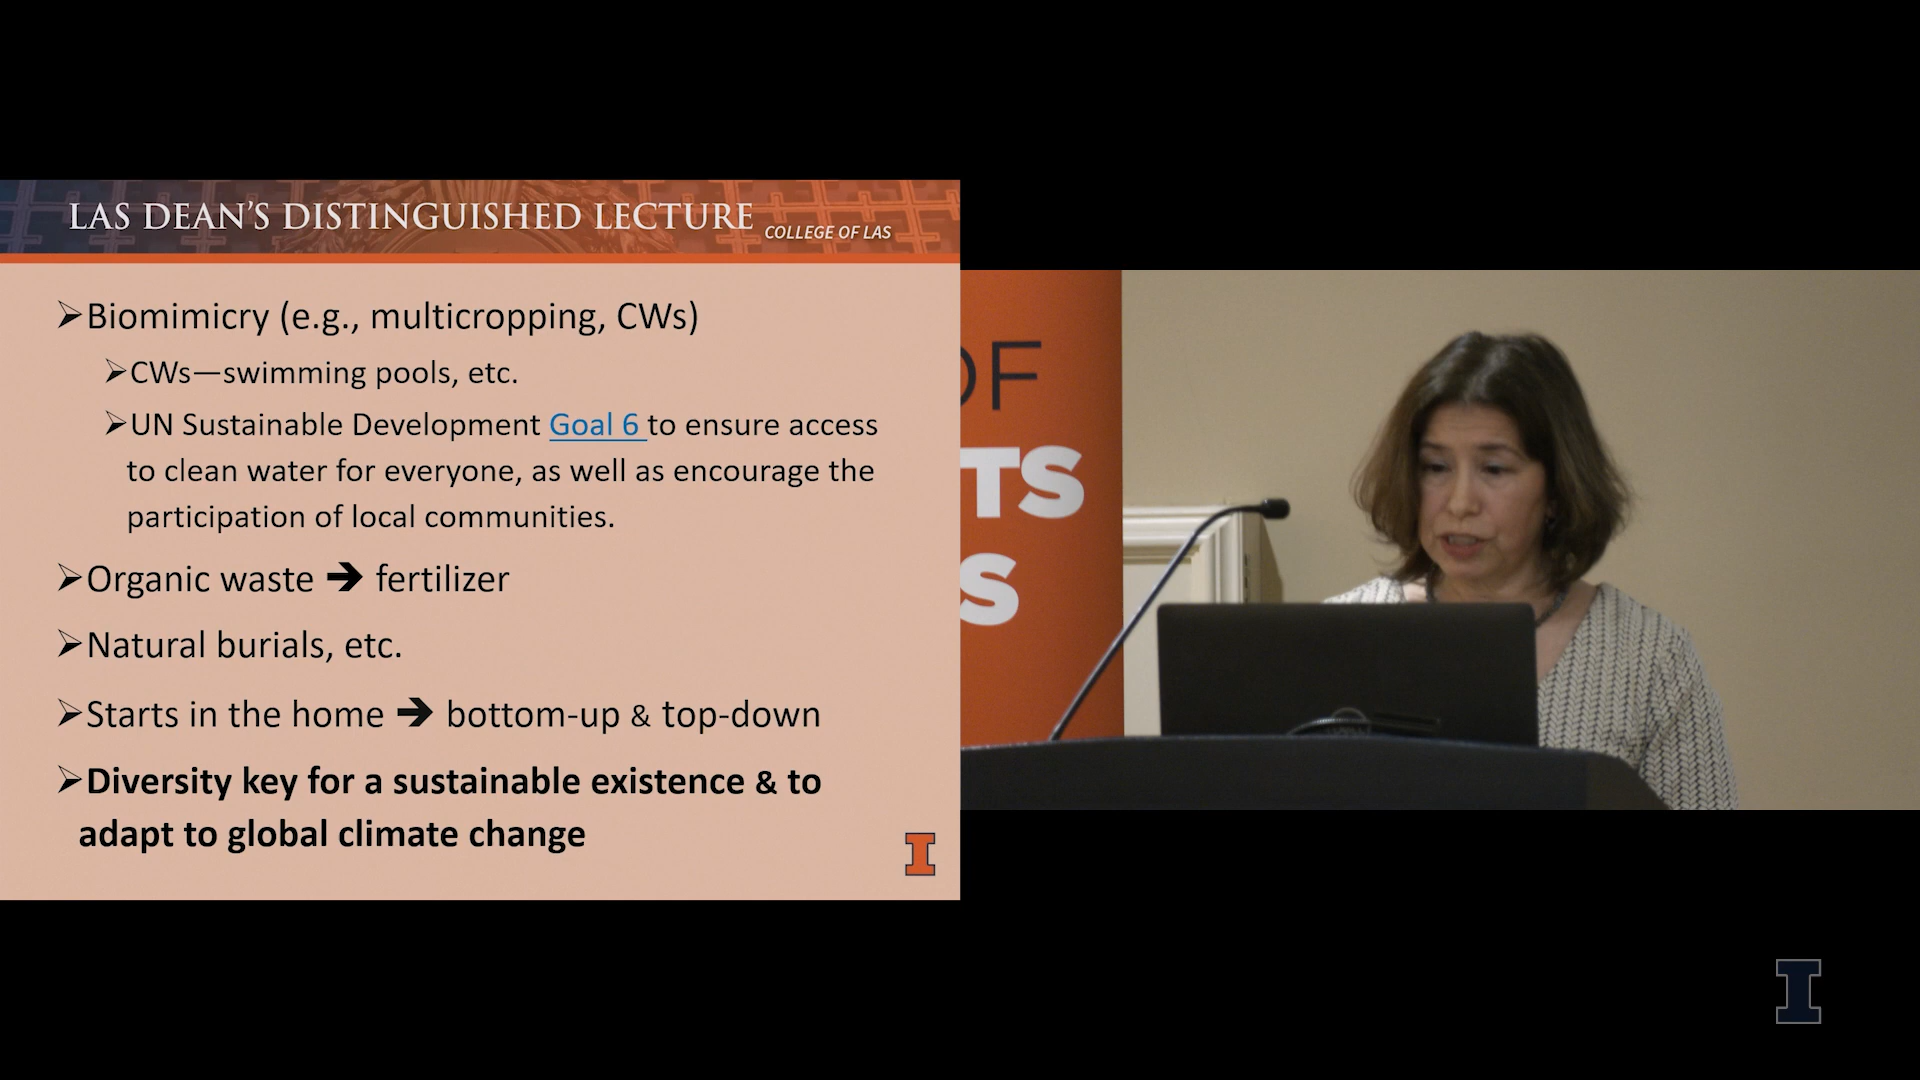 LAS DEAN'S DISTINGUISHED LECTURE COLLEGE OF LAS
➢Biomimicry (e.g., multicropping, CWs)
➢CWs—swimming pools, etc.
➢UN Sustainable Development Goal 6 to ensure access
to clean water for everyone, as well as encourage the
participation of local communities.
➢Organic waste ➔ fertilizer
➢Natural burials, etc.
➢Starts in the home ➔ bottom-up & top-down
➢Diversity key for a sustainable existence & to
adapt to global climate change
I
OF
TS
S
I